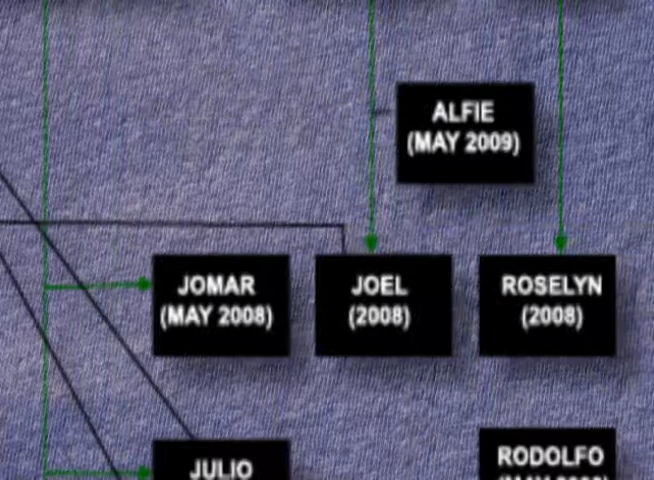 ALFIE
(MAY 2009)
JOMAR
(MAY 2008)
JOEL
(2008)
ROSELYN
(2008)
JULIO
RODOLFO